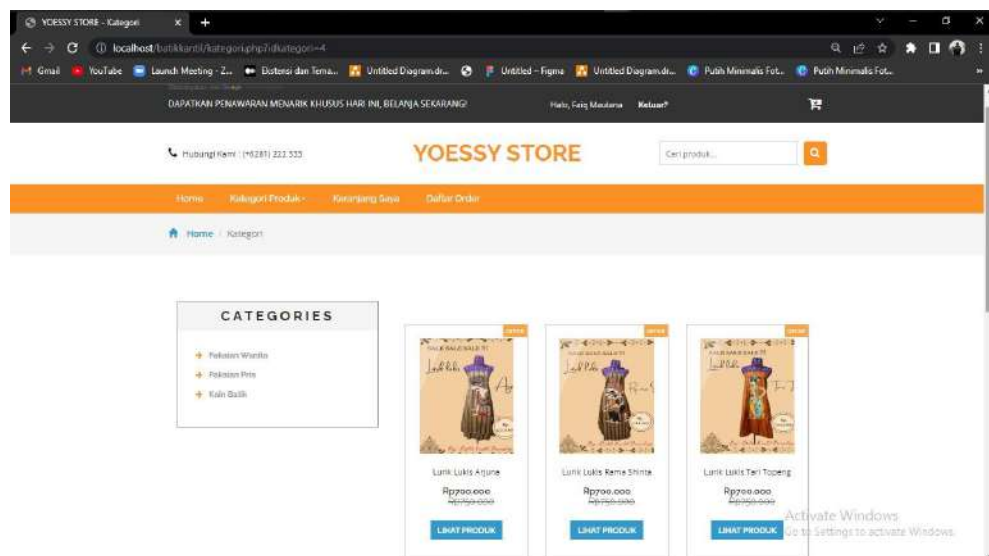 YOESSY STORE - Kategori
localhost/batikkantil/kategori.php?idkategori=4
Gmail YouTube Launch Meeting - Z... Ekstensi dan Tema... Untitled Diagram.dr... Untitled – Figma Untitled Diagram.dr... Putih Minimalis Fot... Putih Minimalis Fot...
DAPATKAN PENAWARAN MENARIK KHUSUS HARI INI, BELANJA SEKARANG! Halo, Faiq Maulana Keluar?
Hubungi Kami : (+6281) 222 333 YOESSY STORE Cari produk...
Home Kategori Produk Keranjang Saya Daftar Order
Home / Kategori
CATEGORIES
Pakaian Wanita
Pakaian Pria
Kain Batik
Lurik Lukis Arjuna Lurik Lukis Rama Shinta Lurik Lukis Tari Topeng
Rp700.000 Rp700.000 Rp700.000
Rp750.000 Rp750.000 Rp750.000
LIHAT PRODUK LIHAT PRODUK LIHAT PRODUK
Activate Windows
Go to Settings to activate Windows.